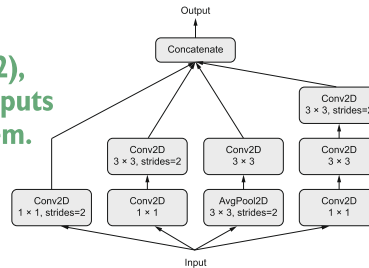 Output
Concatenate
2),
puts
m.
Conv2D
3 × 3, strides=2
Conv2D
3 × 3, strides=2
Conv2D
3 × 3
Conv2D
3 × 3
Conv2D
1 × 1, strides=2
Conv2D
1 × 1
AvgPool2D
3 × 3, strides=2
Conv2D
1 × 1
Input